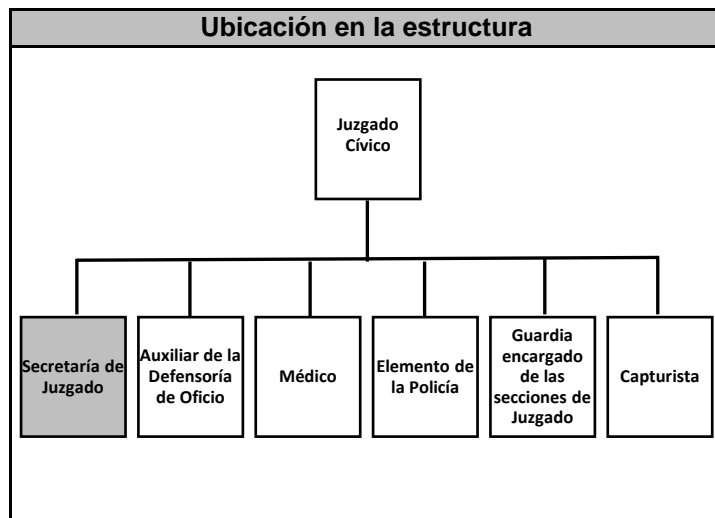 Ubicación en la estructura
Juzgado
Cívico
Secretaría de
Juzgado
Auxiliar de la
Defensoría
de Oficio
Médico
Elemento de
la Policía
Guardia
encargado
de las
secciones de
Juzgado
Capturista